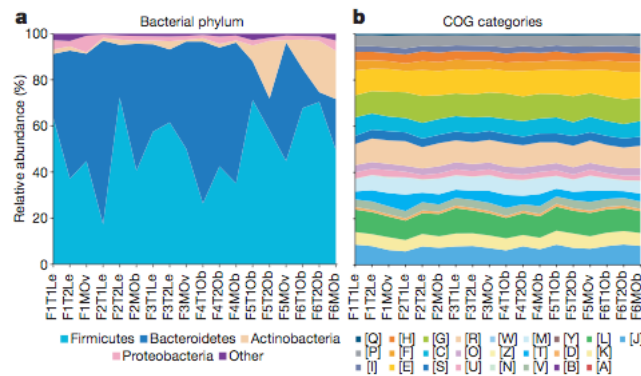 a Bacterial phylum
b COG categories
Relative abundance (%)
100
80
60
40
20
0
F1T1Le
F1T2Le
F1MOv
F2T1Le
F2T2Le
F2MOb
F3T1Le
F3T2Le
F3MOv
F4T1Ob
F4T2Ob
F4MOb
F5T1Ob
F5T2Ob
F5MOv
F6T1Ob
F6T2Ob
F6MOb
F1T1Le
F1T2Le
F1MOv
F2T1Le
F2T2Le
F2MOb
F3T1Le
F3T2Le
F3MOv
F4T1Ob
F4T2Ob
F4MOb
F5T1Ob
F5T2Ob
F5MOv
F6T1Ob
F6T2Ob
F6MOb
Firmicutes Bacteroidetes Actinobacteria
Proteobacteria Other
[Q] [H] [G] [R] [W] [M] [Y] [L] [J]
[P] [F] [C] [O] [Z] [T] [D] [K]
[I] [E] [S] [U] [N] [V] [B] [A]